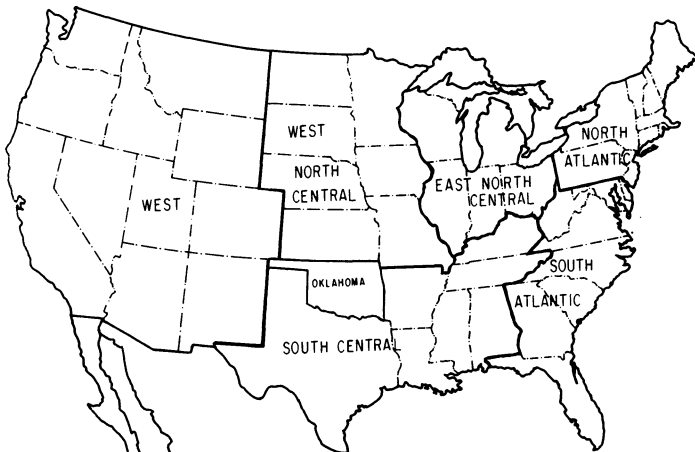 WEST
NORTH
CENTRAL
WEST
EAST NORTH
CENTRAL
NORTH
ATLANTIC
SOUTH
ATLANTIC
OKLAHOMA
SOUTH CENTRAL